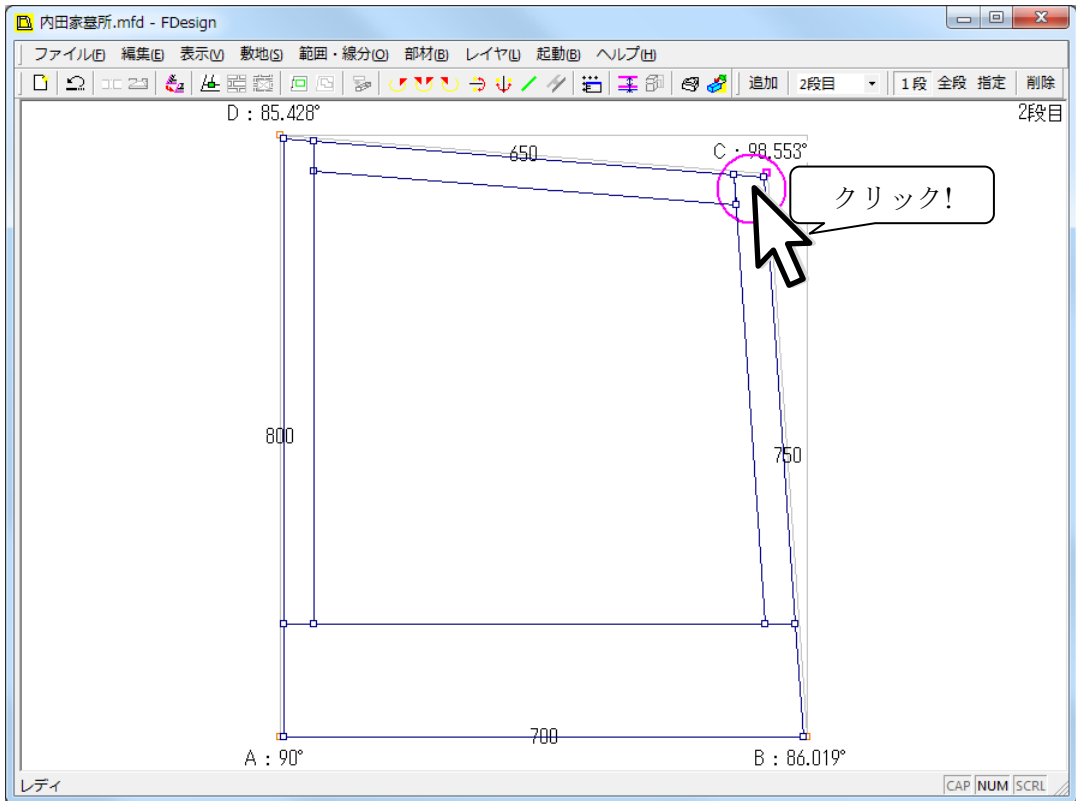 内田家墓所.mfd - FDesign
ファイル(F) 編集(E) 表示(V) 敷地(S) 範囲・線分(O) 部材(B) レイヤ(L) 起動(B) ヘルプ(H)
追加 2段目 1段 全段 指定 削除
D : 85.428° 2段目
650 C : 98.553°
クリック!
800
750
700
A : 90° B : 86.019°
レディ CAP NUM SCRL